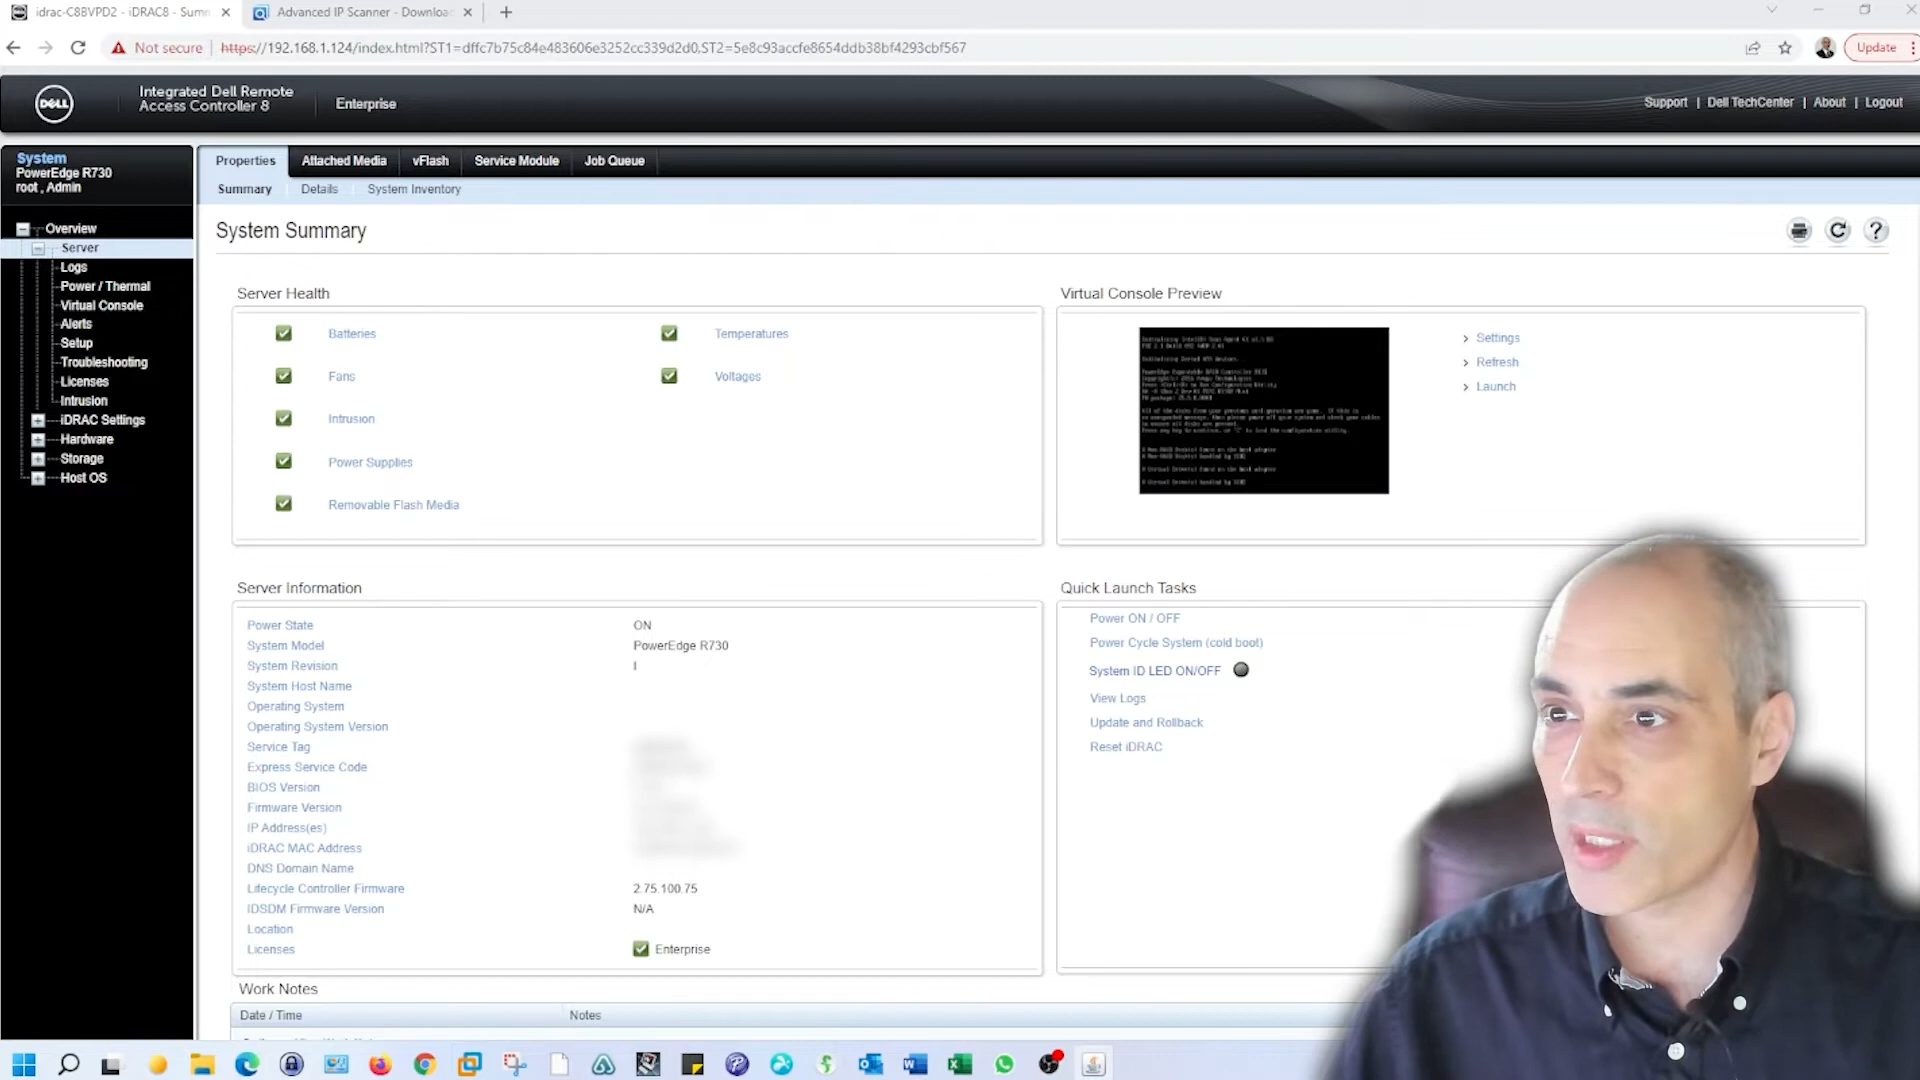 idrac-C8BVPD2 - iDRAC8 - Sum
Advanced IP Scanner - Downloa
Not secure
https://192.168.1.124/index.html?ST1=dffc7b75c84e483606e3252cc339d2d0,ST2=5e8c93accfe8654ddb38bf4293cbf567
Update
DELL
Integrated Dell Remote
Access Controller 8
Enterprise
Support | Dell TechCenter | About | Logout
System
PowerEdge R730
root , Admin
Overview
Server
Logs
Power / Thermal
Virtual Console
Alerts
Setup
Troubleshooting
Licenses
Intrusion
iDRAC Settings
Hardware
Storage
Host OS
Properties
Attached Media
vFlash
Service Module
Job Queue
Summary
Details
System Inventory
System Summary
Server Health
Batteries
Temperatures
Fans
Voltages
Intrusion
Power Supplies
Removable Flash Media
Virtual Console Preview
Settings
Refresh
Launch
Server Information
Power State ON
System Model PowerEdge R730
System Revision I
System Host Name
Operating System
Operating System Version
Service Tag
Express Service Code
BIOS Version
Firmware Version
IP Address(es)
iDRAC MAC Address
DNS Domain Name
Lifecycle Controller Firmware 2.75.100.75
IDSDM Firmware Version N/A
Location
Licenses Enterprise
Quick Launch Tasks
Power ON / OFF
Power Cycle System (cold boot)
System ID LED ON/OFF
View Logs
Update and Rollback
Reset iDRAC
Work Notes
Date / Time
Notes